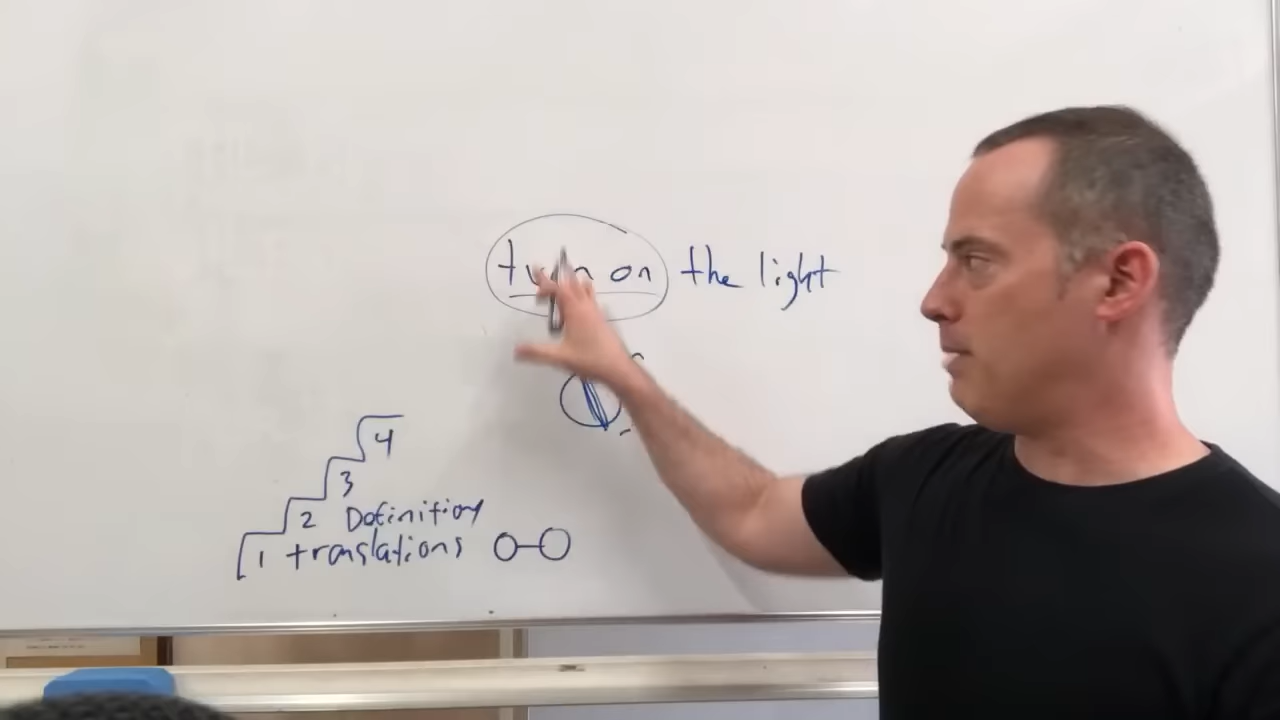 turn on the light
4
3
2 Definition
1 translations